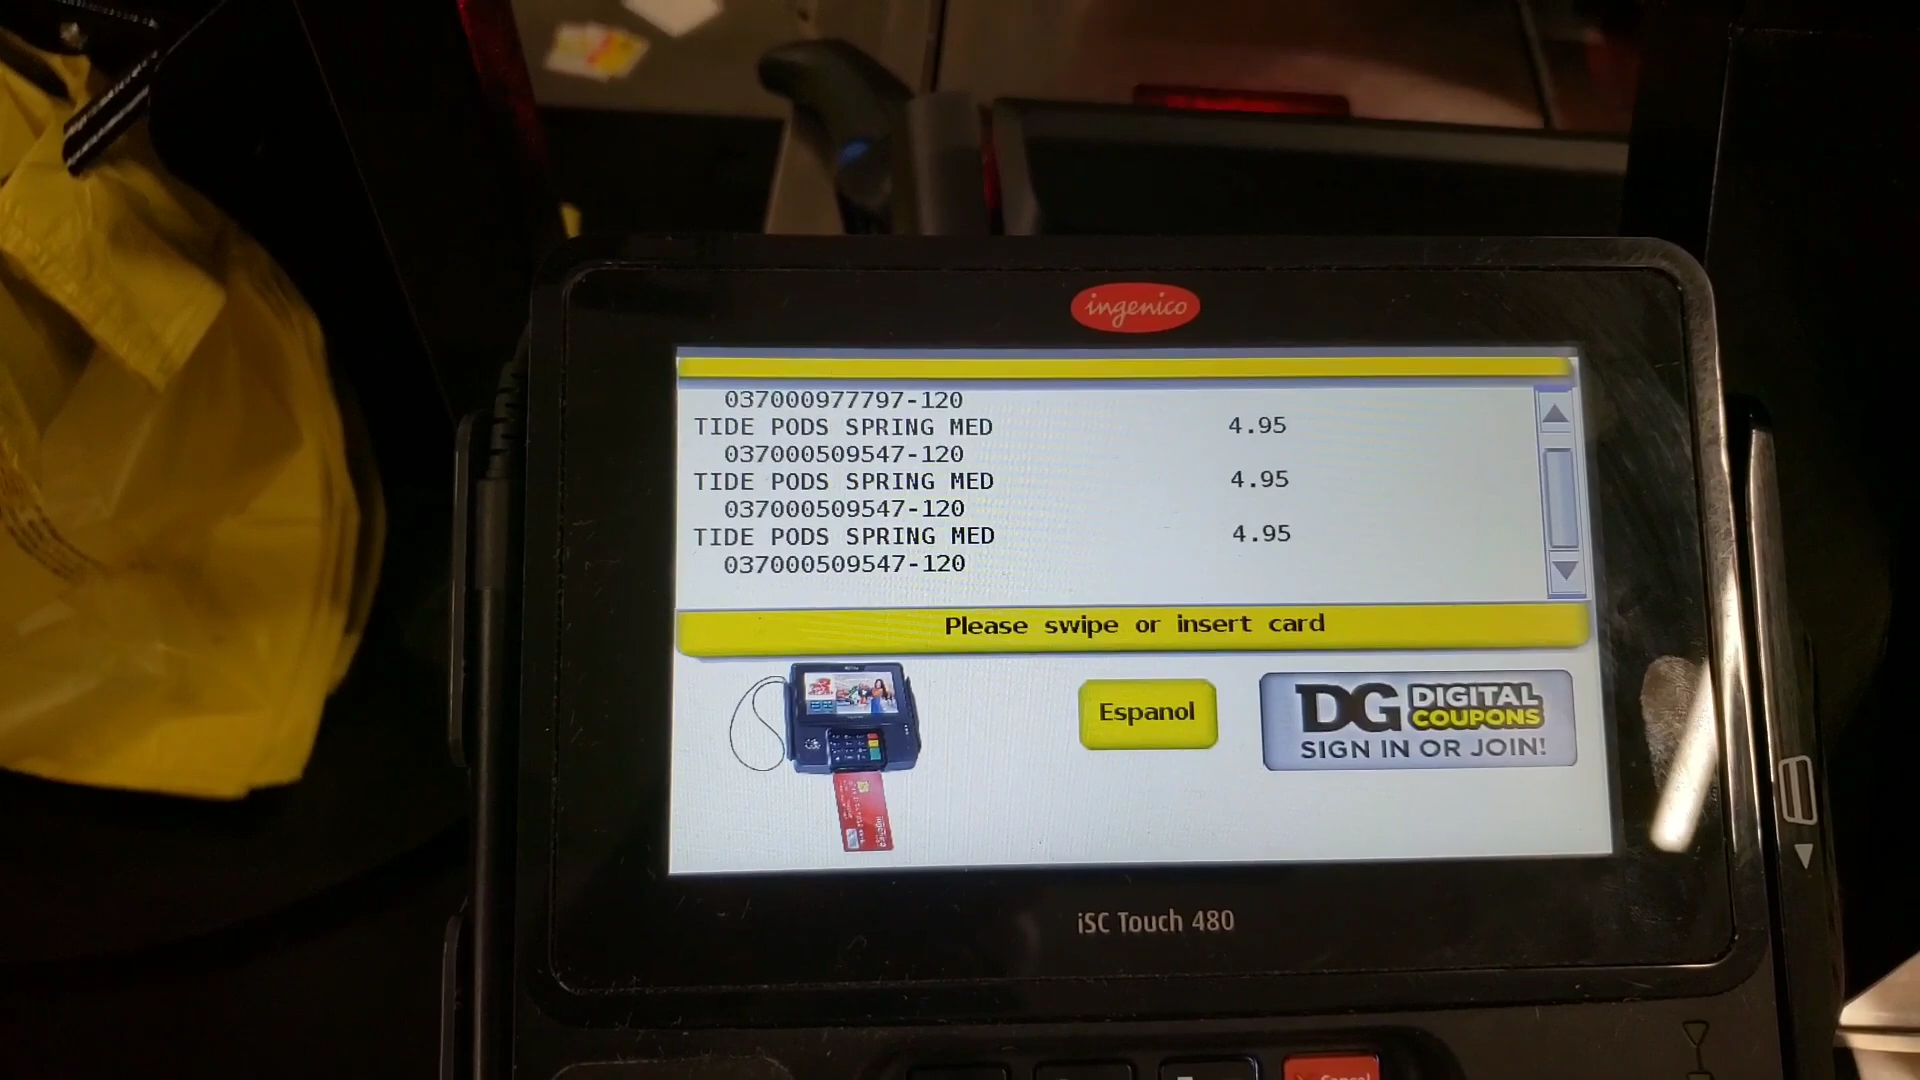 ingenico
037000977797-120
TIDE PODS SPRING MED 4.95
037000509547-120
TIDE PODS SPRING MED 4.95
037000509547-120
TIDE PODS SPRING MED 4.95
037000509547-120
Please swipe or insert card
Espanol
DG DIGITAL
COUPONS
SIGN IN OR JOIN!
iSC Touch 480
Cancel